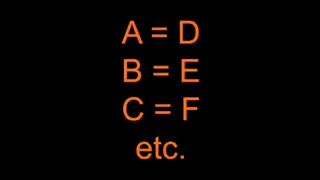 A = D
B = E
C = F
etc.